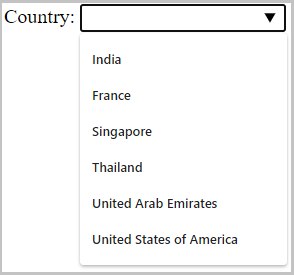 Country:
India
France
Singapore
Thailand
United Arab Emirates
United States of America